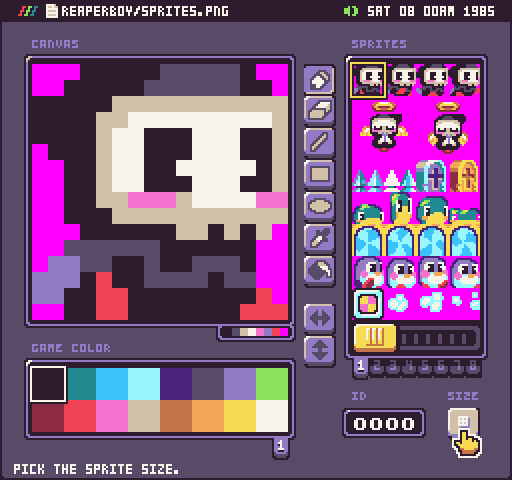 REAPERBOY/SPRITES.PNG
SAT 08 00AM 1985
CANVAS
SPRITES
GAME COLOR
1
1 2 3 4 5 6 7 8
ID
SIZE
0000
PICK THE SPRITE SIZE.